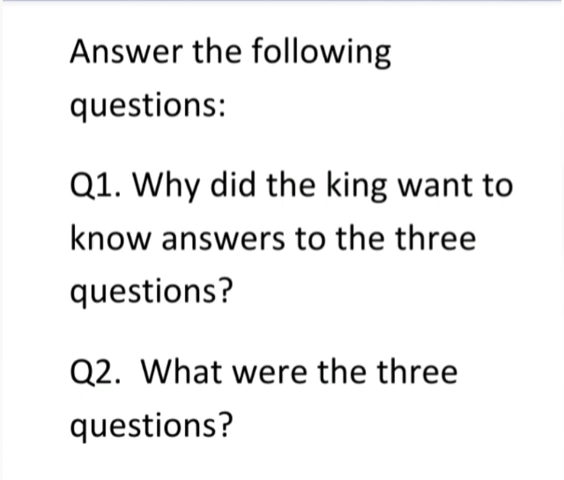 Answer the following
questions:
Q1. Why did the king want to
know answers to the three
questions?
Q2.  What were the three
questions?